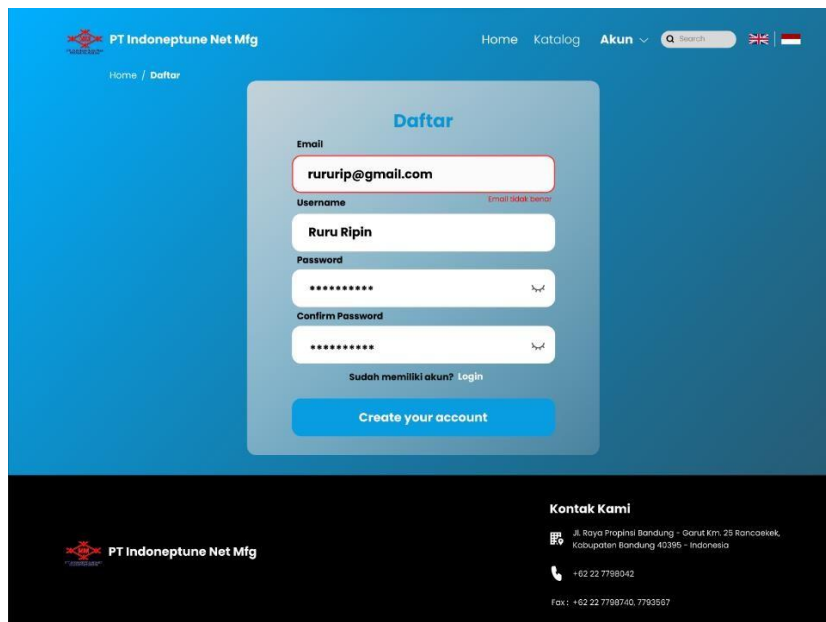 PT Indoneptune Net Mfg
Home Katalog Akun Search
Home / Daftar
Daftar
Email
rururip@gmail.com
Email tidak benar
Username
Ruru Ripin
Password
**********
Confirm Password
**********
Sudah memiliki akun? Login
Create your account
PT Indoneptune Net Mfg
Kontak Kami
Jl. Raya Propinsi Bandung - Garut Km. 25 Rancaekek,
Kabupaten Bandung 40395 - Indonesia
+62 22 7798042
Fax : +62 22 7798740, 7793567